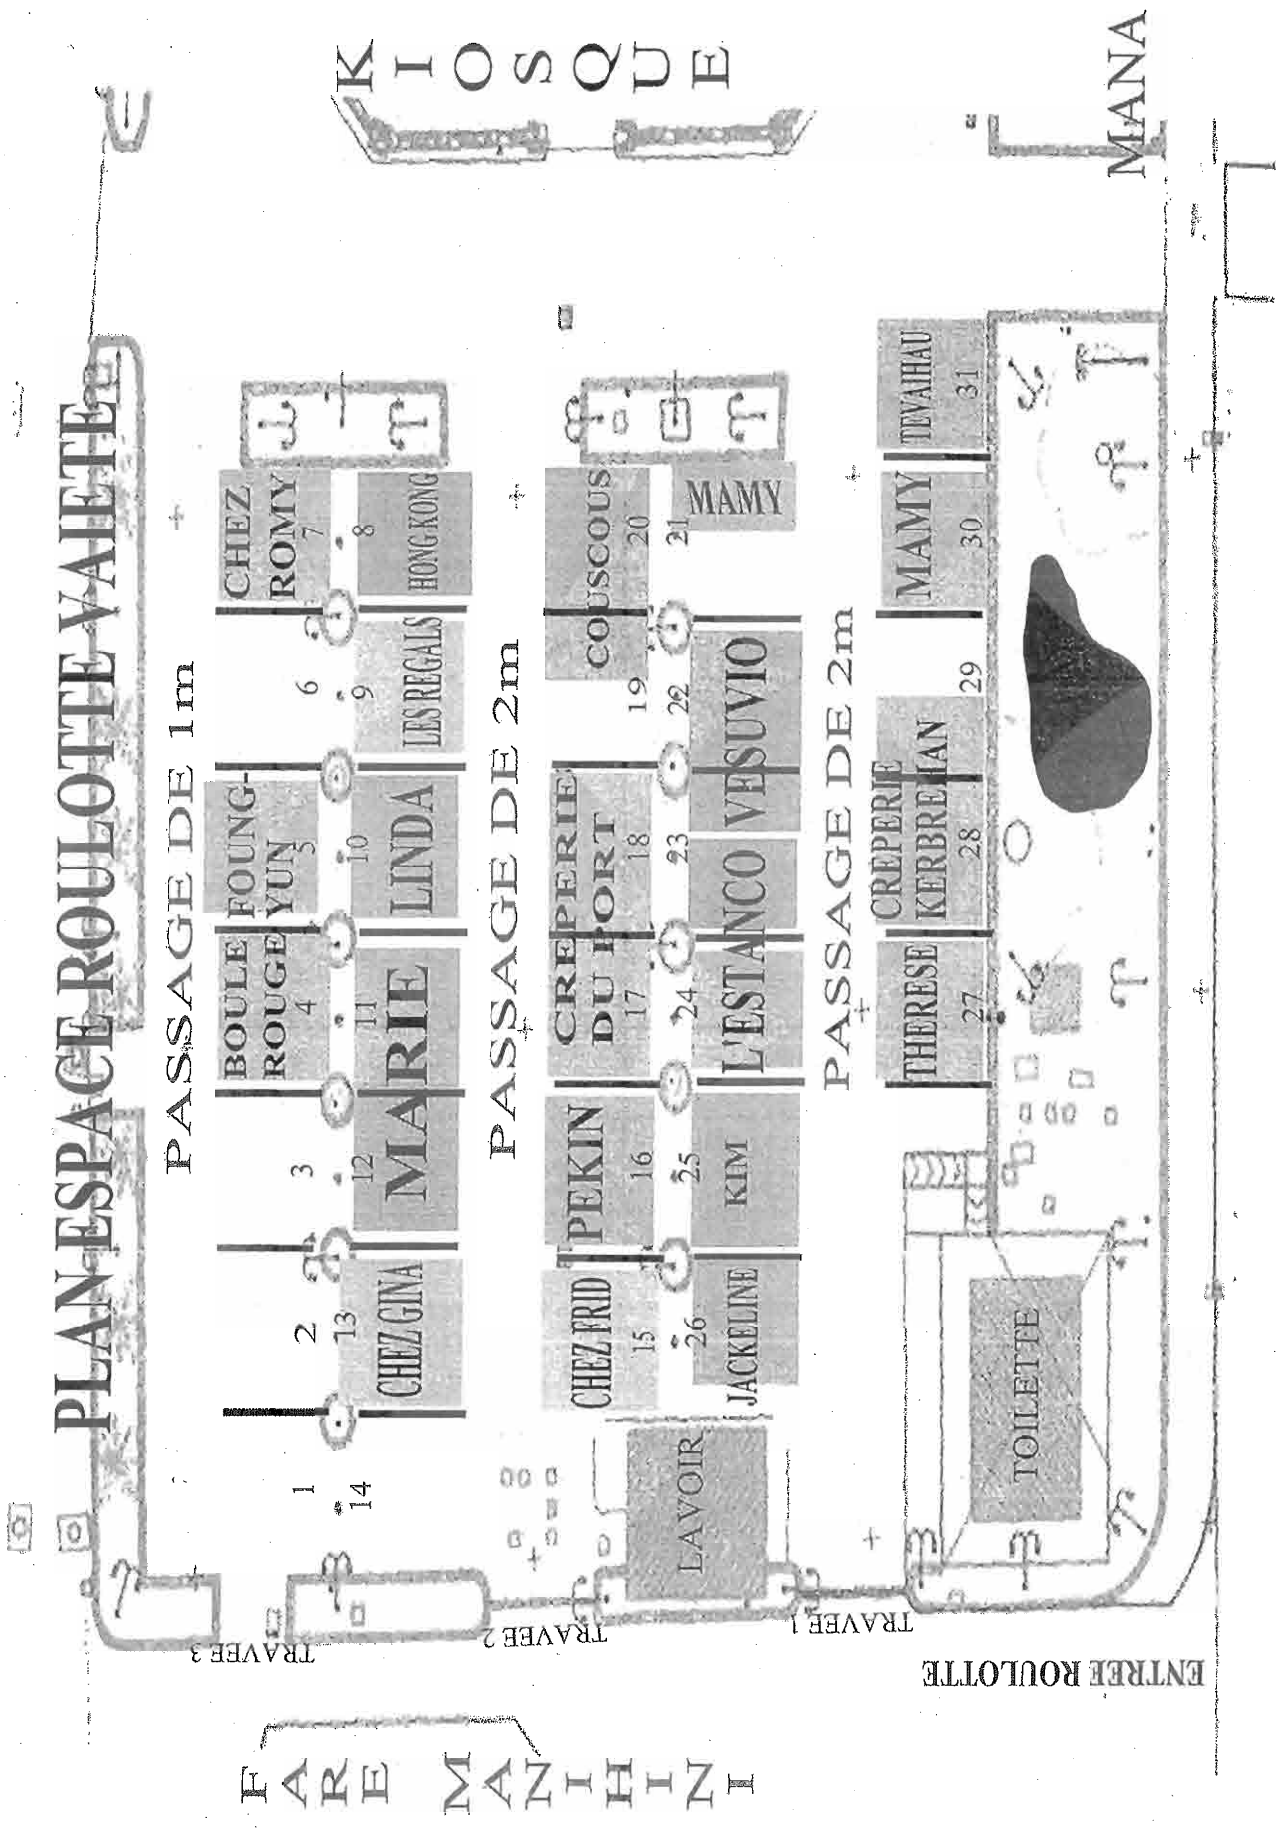 PLAN ESPACE ROULOTTE VAIETE
PASSAGE DE 1m
1
2
3
BOULE
ROUGE
4
FOUNG-
YUN
5
6
CHEZ
ROMY
7
14
13
CHEZ GINA
12
11
MARIE
10
LINDA
9
LES REGALS
8
HONG KONG
PASSAGE DE 2m
CHEZ FRID
15
PEKIN
16
CREPERIE
DU PORT
17
18
19
COUSCOUS
20
26
JACKELINE
25
KIM
24
L'ESTANCO
23
VESUVIO
22
21
MAMY
PASSAGE DE 2m
THERESE
27
CREPERIE
KERBREIAN
28
29
MAMY
30
TEVAIHAU
31
LAVOIR
TOILETTE
TRAVEE 3
TRAVEE 2
TRAVEE 1
ENTREE ROULOTTE
FARE MANIHINI
KIOSQUE
MANA